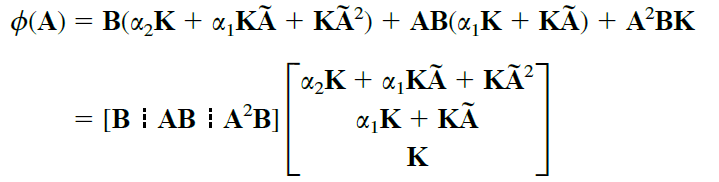 ϕ(A) = B(α₂K + α₁KÃ + KÃ²) + AB(α₁K + KÃ) + A²BK
= [B ⋮ AB ⋮ A²B] [α₂K + α₁KÃ + KÃ²
α₁K + KÃ
K]